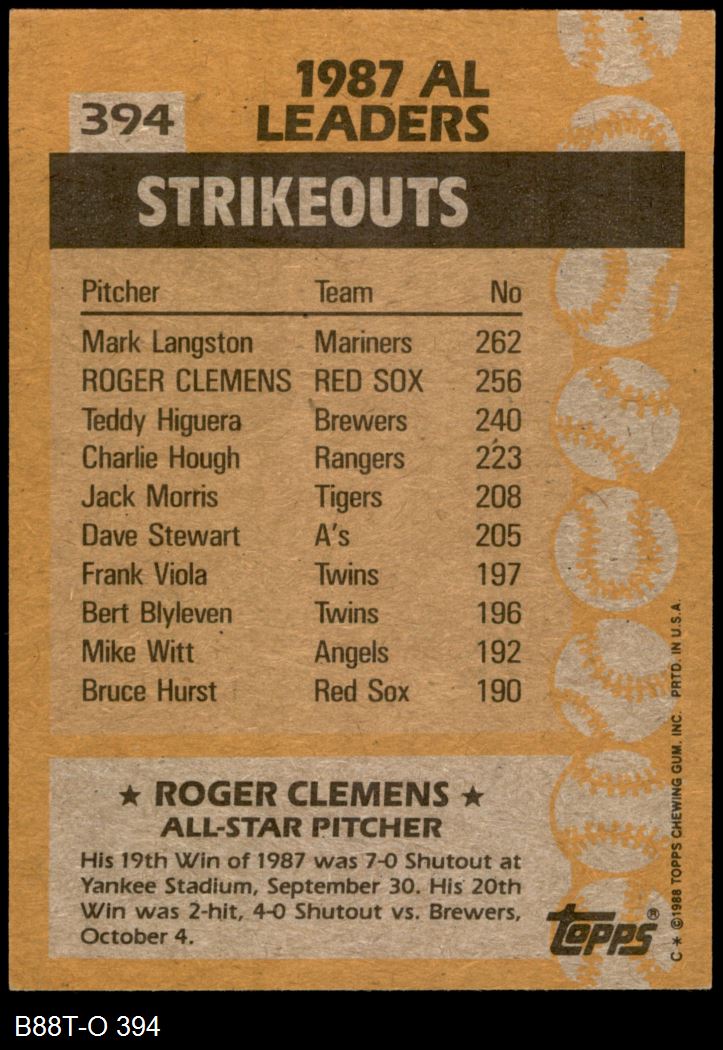 1987 AL
LEADERS
394
STRIKEOUTS
Pitcher Team No
Mark Langston Mariners 262
ROGER CLEMENS RED SOX 256
Teddy Higuera Brewers 240
Charlie Hough Rangers 223
Jack Morris Tigers 208
Dave Stewart A's 205
Frank Viola Twins 197
Bert Blyleven Twins 196
Mike Witt Angels 192
Bruce Hurst Red Sox 190
★ ROGER CLEMENS ★
ALL-STAR PITCHER
His 19th Win of 1987 was 7-0 Shutout at
Yankee Stadium, September 30. His 20th
Win was 2-hit, 4-0 Shutout vs. Brewers,
October 4.
topps®
C* ©1988 TOPPS CHEWING GUM. INC. PRTD. IN U.S.A.
B88T-O 394